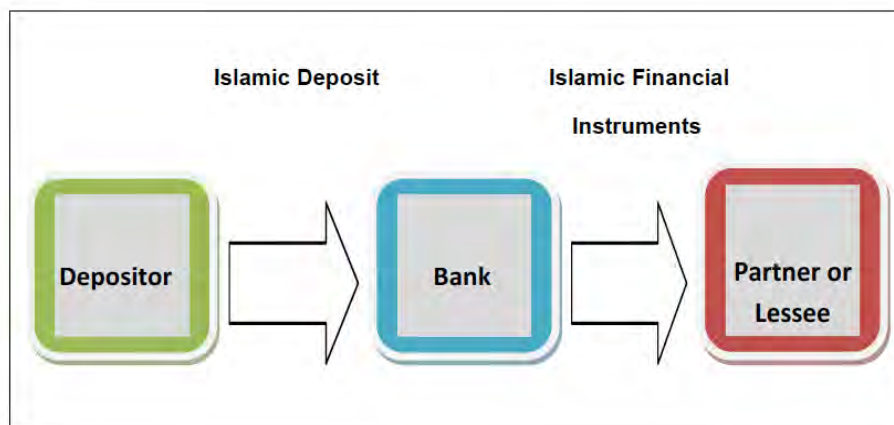 Islamic Deposit
Islamic Financial
Instruments
Depositor
Bank
Partner or
Lessee